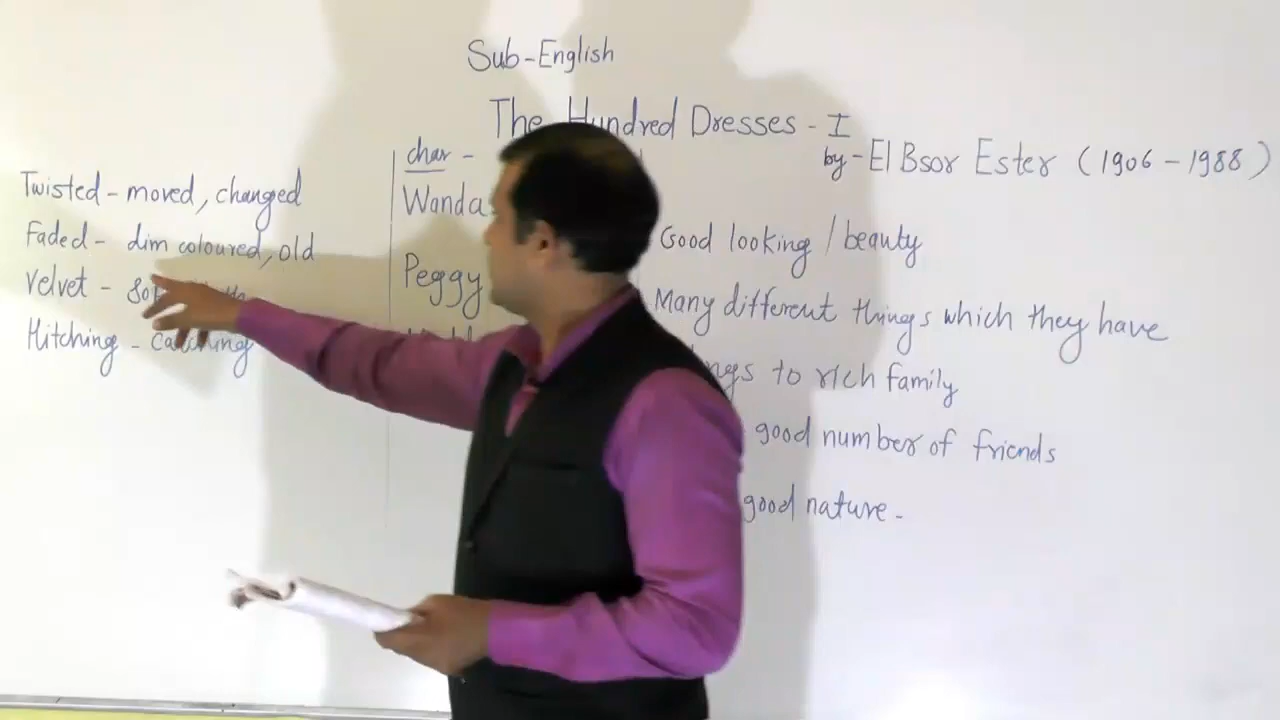 Sub-English
The Hundred Dresses - I
by- El Bsor Ester (1906 - 1988)
Twisted - moved, changed
Faded - dim coloured, old
Velvet -
Hitching - catching
char -
Wanda
Peggy
Good looking / beauty
Many different things which they have
to rich family
good number of friends
good nature -